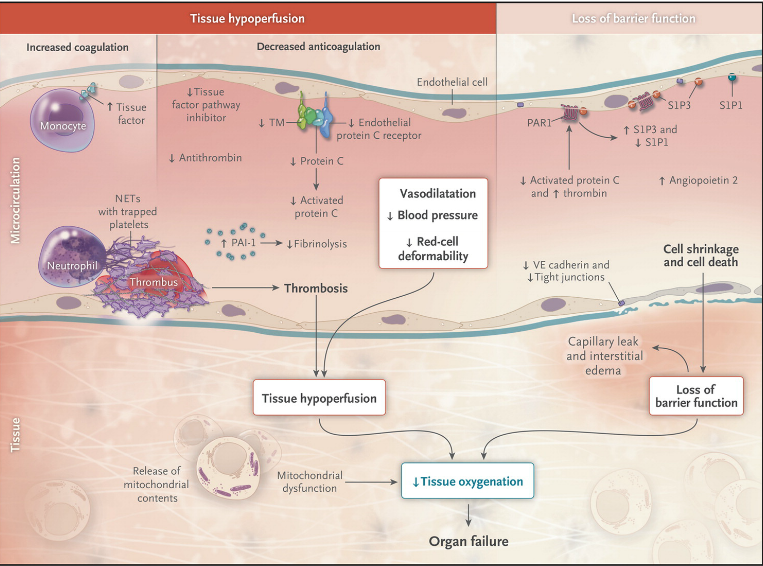 Tissue hypoperfusion
Loss of barrier function
Increased coagulation
Decreased anticoagulation
Microcirculation
Tissue
Monocyte
↑ Tissue
factor
↓Tissue
factor pathway
inhibitor
↓ Antithrombin
↓ TM
↓ Endothelial
protein C receptor
↓ Protein C
↓ Activated
protein C
Endothelial cell
NETs
with trapped
platelets
Neutrophil
Thrombus
↑ PAI-1
↓Fibrinolysis
Thrombosis
Vasodilatation
↓ Blood pressure
↓ Red-cell
deformability
PAR1
S1P3
S1P1
↑ S1P3 and
↓ S1P1
↓ Activated protein C
and ↑ thrombin
↑ Angiopoietin 2
↓ VE cadherin and
↓Tight junctions
Cell shrinkage
and cell death
Capillary leak
and interstitial
edema
Loss of
barrier function
Tissue hypoperfusion
Release of
mitochondrial
contents
Mitochondrial
dysfunction
↓Tissue oxygenation
Organ failure